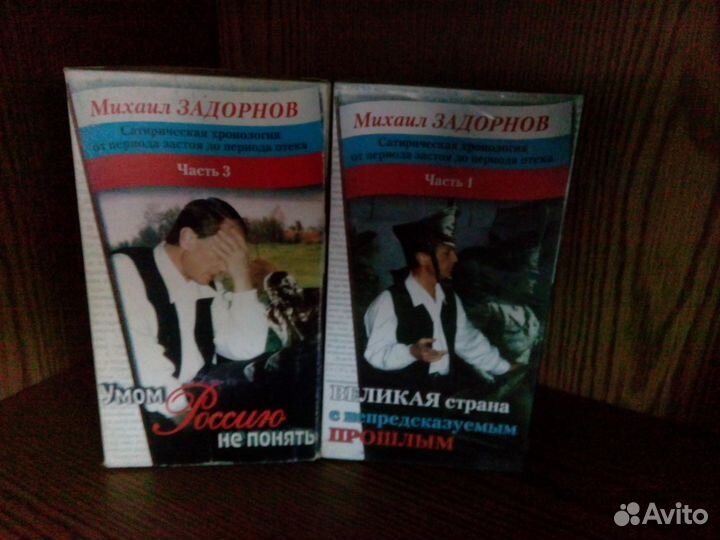 Михаил ЗАДОРНОВ
Сатирическая хронология
от периода застоя до периода отека
Часть 3
Умом
Россию
не понять
Михаил ЗАДОРНОВ
Сатирическая хронология
от периода застоя до периода отека
Часть 1
ВЕЛИКАЯ страна
с непредсказуемым
ПРОШЛЫМ
Avito